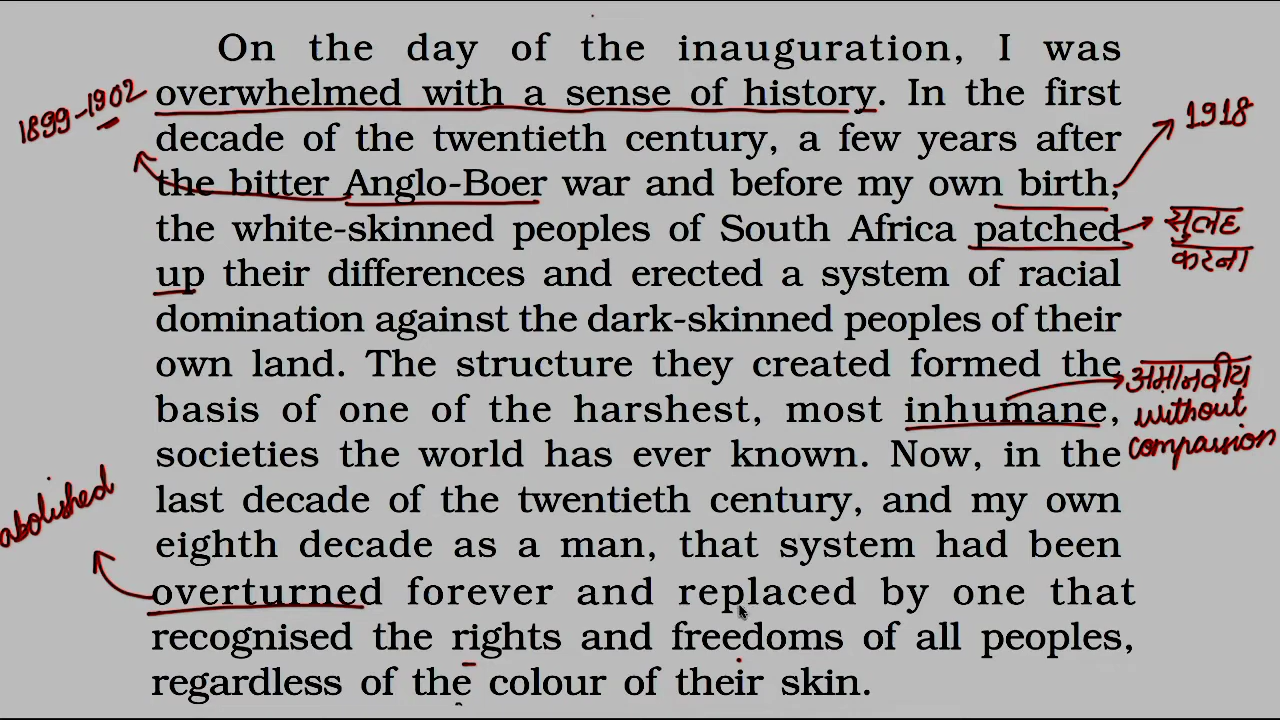 On the day of the inauguration, I was
overwhelmed with a sense of history. In the first
decade of the twentieth century, a few years after
the bitter Anglo-Boer war and before my own birth,
the white-skinned peoples of South Africa patched
up their differences and erected a system of racial
domination against the dark-skinned peoples of their
own land. The structure they created formed the
basis of one of the harshest, most inhumane,
societies the world has ever known. Now, in the
last decade of the twentieth century, and my own
eighth decade as a man, that system had been
overturned forever and replaced by one that
recognised the rights and freedoms of all peoples,
regardless of the colour of their skin.
1899-1902
1918
सुलह
करना
अमानवीय
without
compassion
abolished